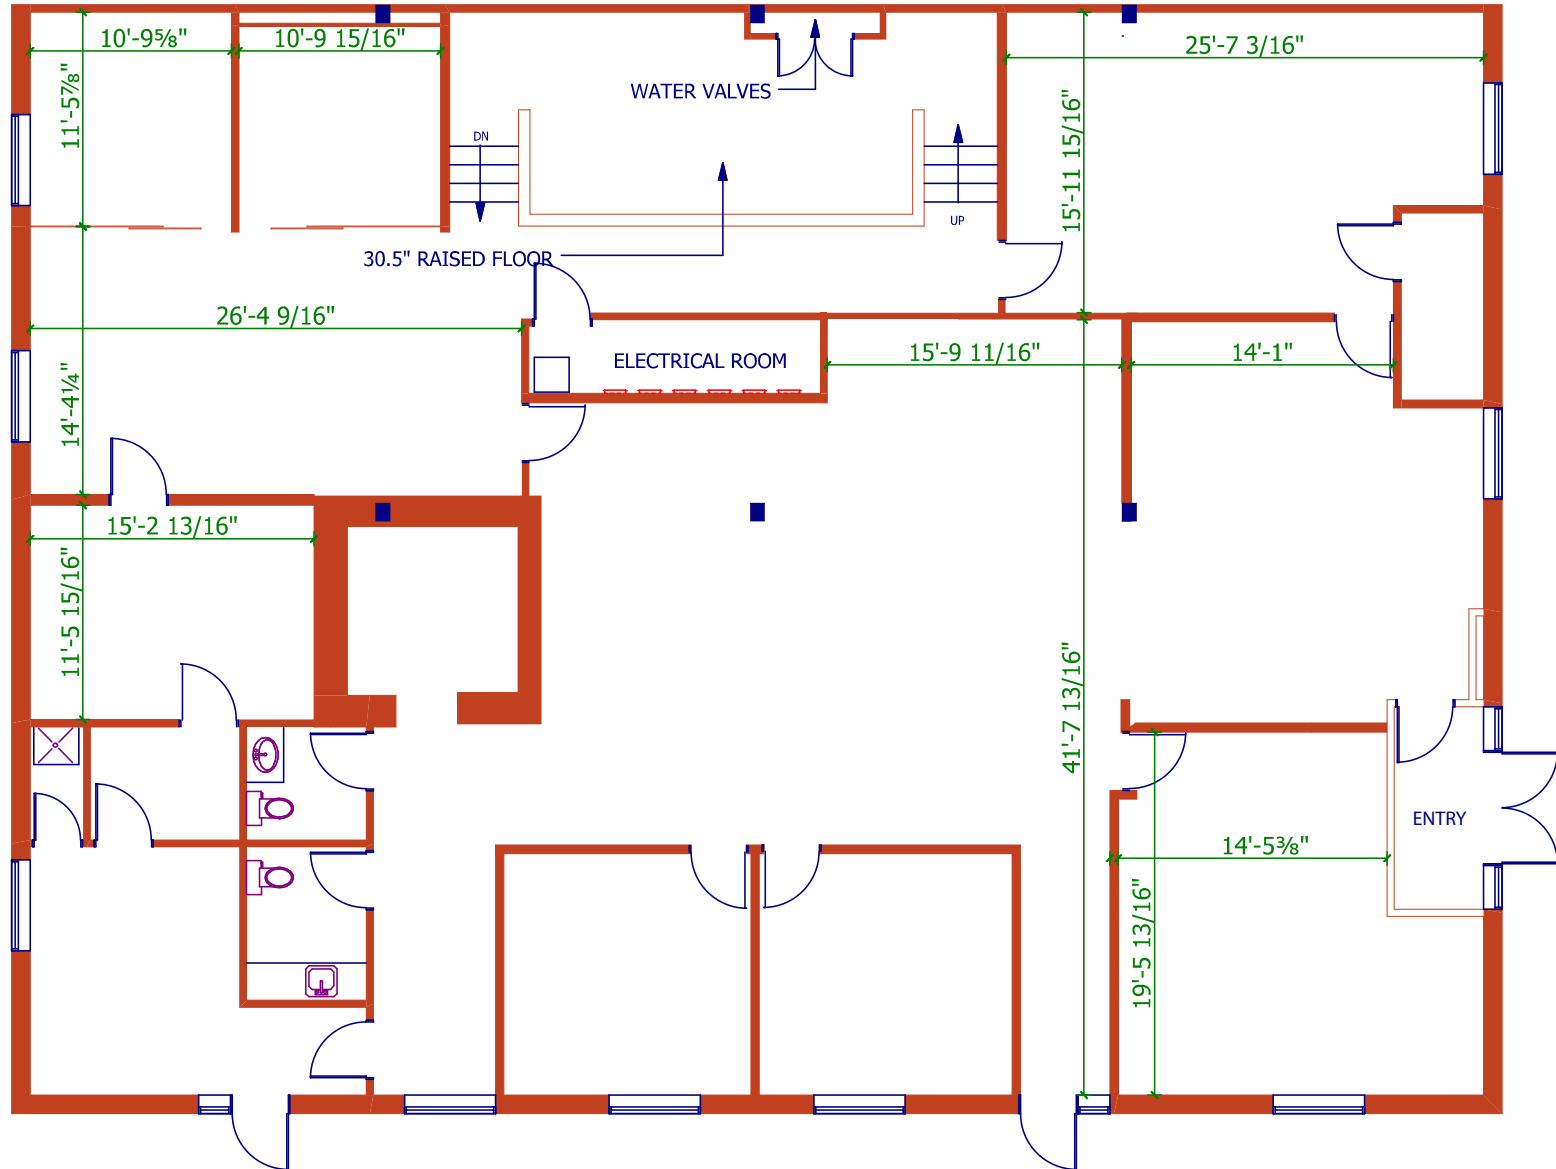 10'-9⅝"
10'-9 15/16"
25'-7 3/16"
WATER VALVES
11'-5⅞"
DN
15'-11 15/16"
UP
30.5" RAISED FLOOR
26'-4 9/16"
ELECTRICAL ROOM
15'-9 11/16"
14'-1"
14'-4¼"
15'-2 13/16"
11'-5 15/16"
41'-7 13/16"
ENTRY
14'-5⅜"
19'-5 13/16"